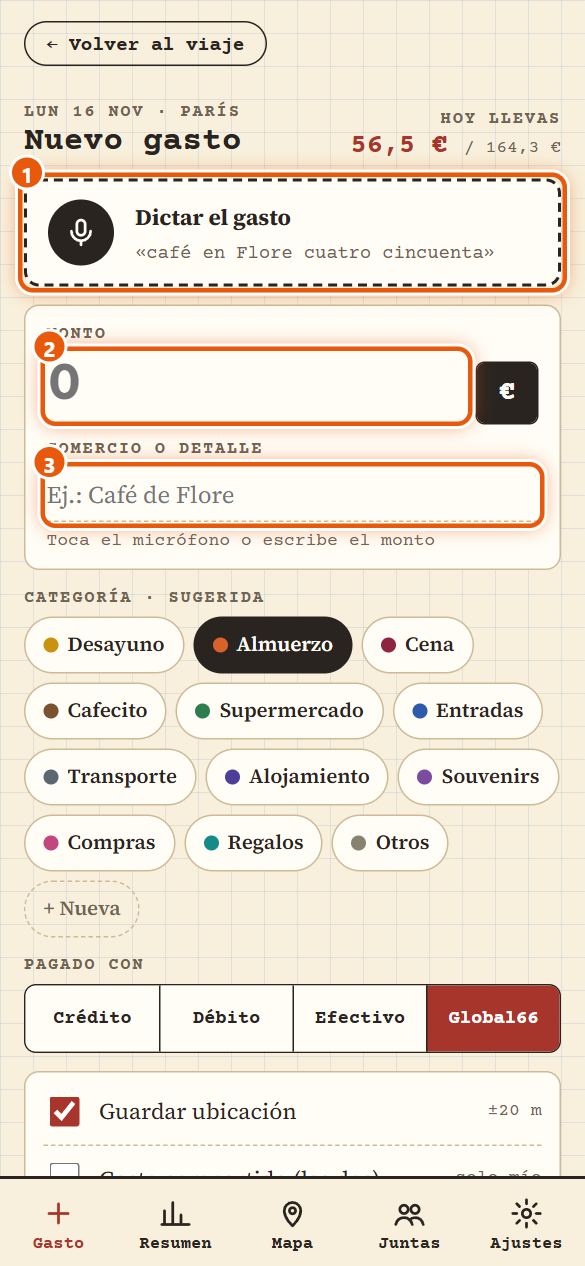 ← Volver al viaje
LUN 16 NOV · PARÍS
Nuevo gasto
HOY LLEVAS
56,5 € / 164,3 €
1
Dictar el gasto
«café en Flore cuatro cincuenta»
MONTO
2
0
€
COMERCIO O DETALLE
3
Ej.: Café de Flore
Toca el micrófono o escribe el monto
CATEGORÍA · SUGERIDA
Desayuno Almuerzo Cena
Cafecito Supermercado Entradas
Transporte Alojamiento Souvenirs
Compras Regalos Otros
+ Nueva
PAGADO CON
Crédito Débito Efectivo Global66
Guardar ubicación ±20 m
Gasto Resumen Mapa Juntas Ajustes